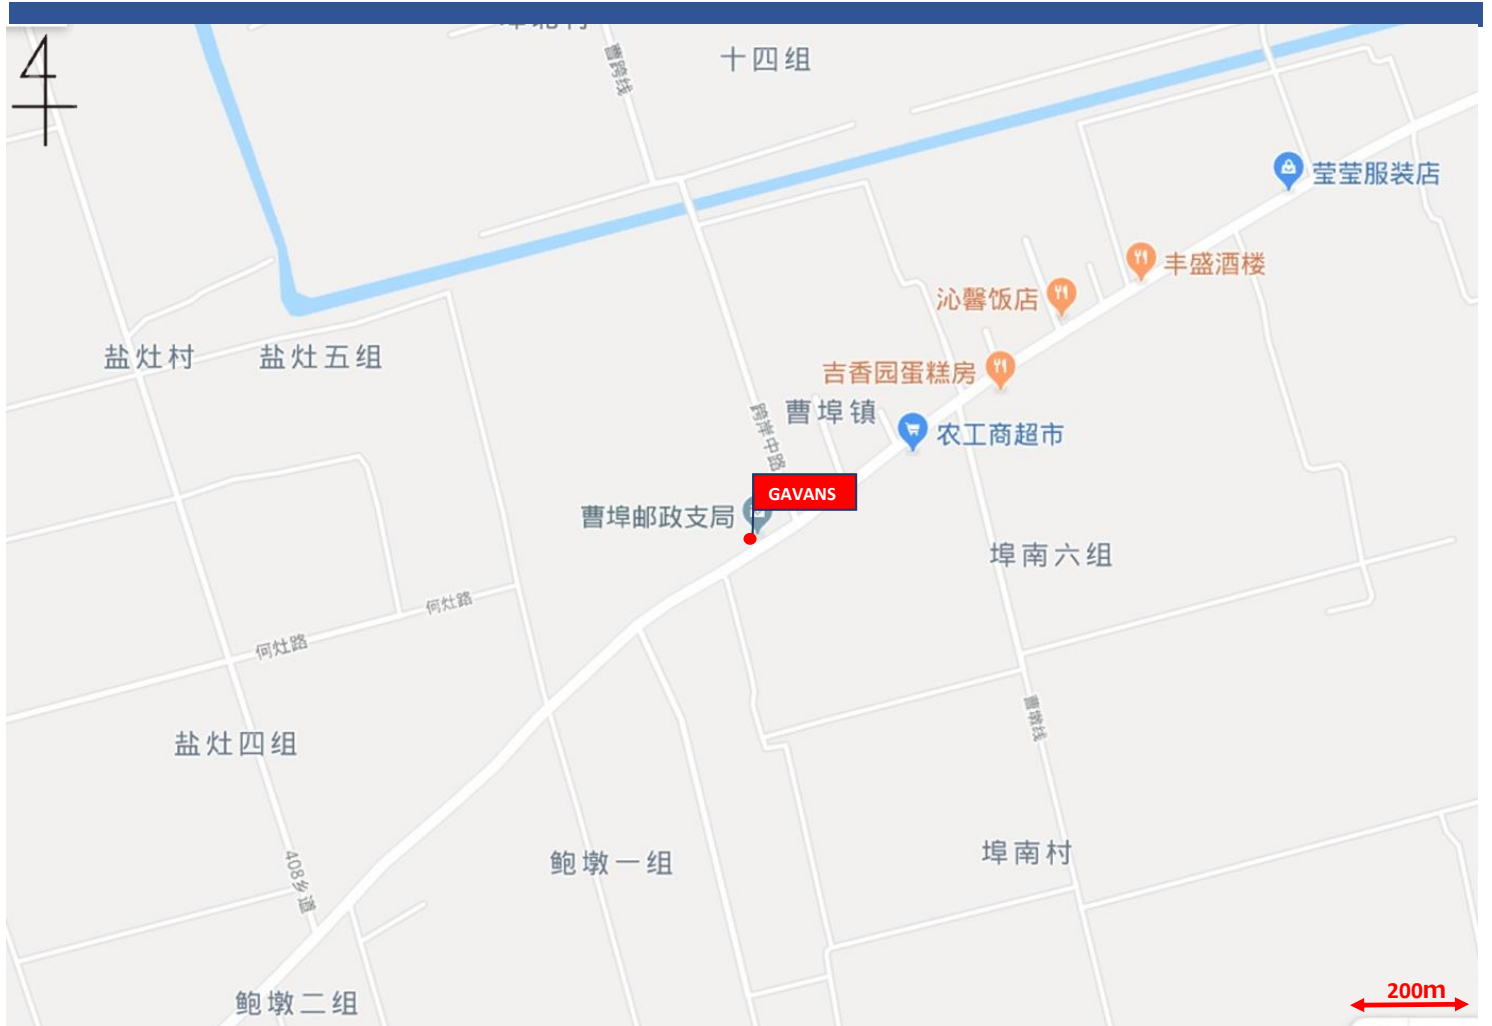 十四组
曹跨线
莹莹服装店
丰盛酒楼
沁馨饭店
盐灶村
盐灶五组
吉香园蛋糕房
曹埠镇
跨岸中路
农工商超市
GAVANS
曹埠邮政支局
埠南六组
何灶路
何灶路
曹墩线
盐灶四组
鲍墩一组
埠南村
408乡道
鲍墩二组
200m